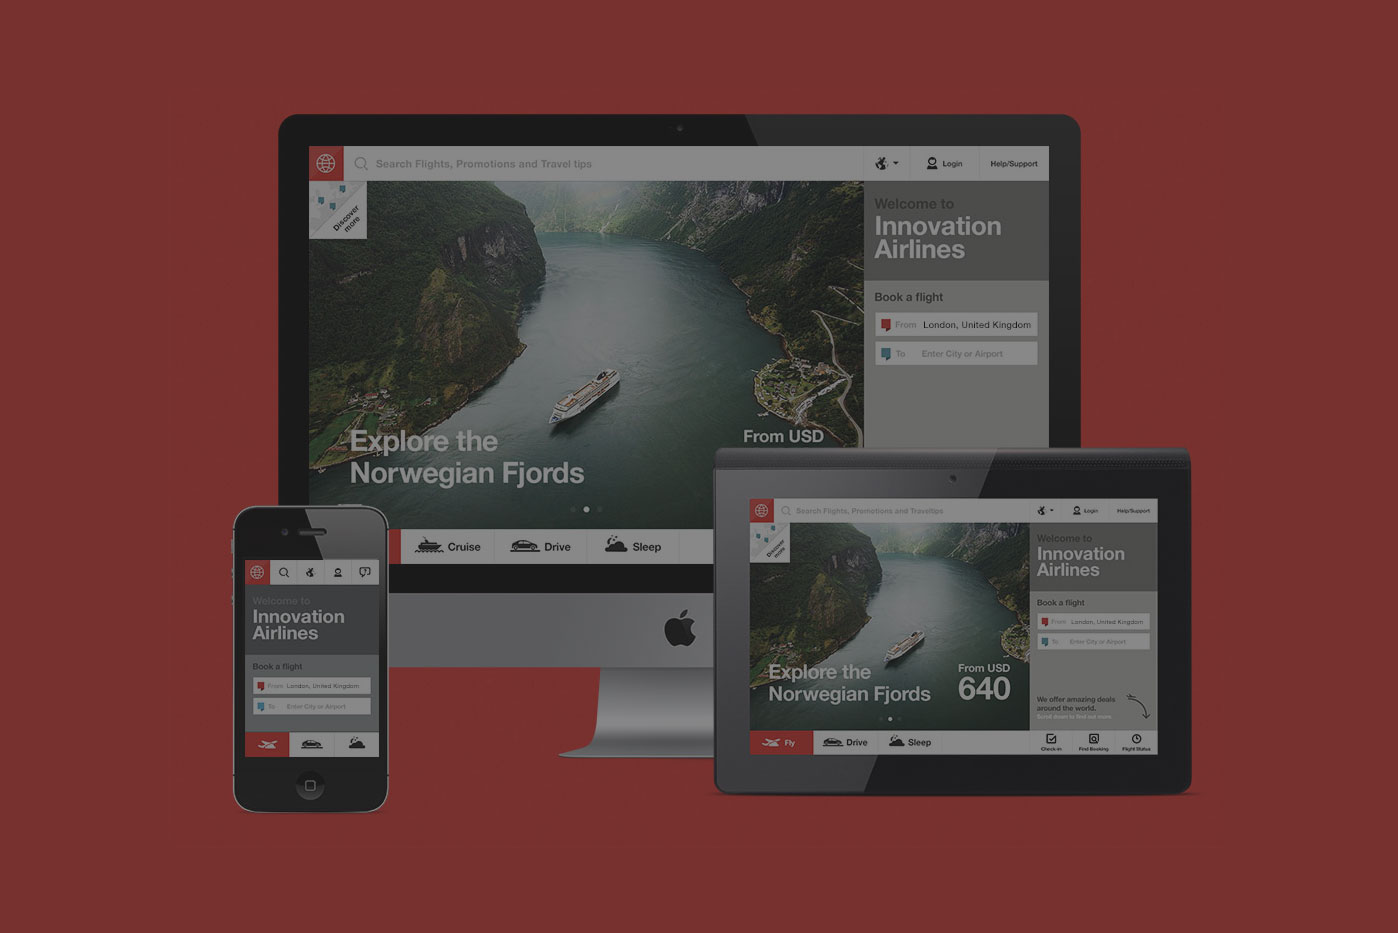 Search Flights, Promotions and Travel tips
Login
Help/Support
Discover
more
Welcome to
Innovation
Airlines
Book a flight
From London, United Kingdom
To Enter City or Airport
Explore the
Norwegian Fjords
From USD
Cruise
Drive
Sleep
Welcome to
Innovation
Airlines
Book a flight
From London, United Kingdom
To Enter City or Airport
Search Flights, Promotions and Traveltips
Login
Help/Support
Discover
more
Welcome to
Innovation
Airlines
Book a flight
From London, United Kingdom
To Enter City or Airport
Explore the
Norwegian Fjords
From USD
640
We offer amazing deals
around the world.
Scroll down to find out more
Fly
Drive
Sleep
Check-in
Find Booking
Flight Status